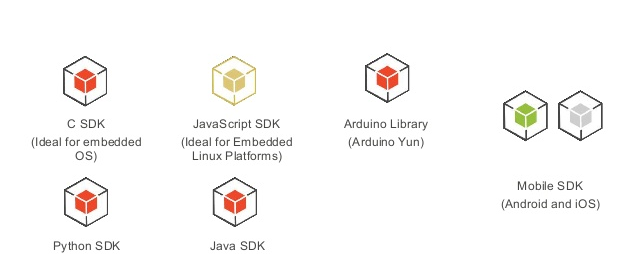 C SDK
(Ideal for embedded
OS)
JavaScript SDK
(Ideal for Embedded
Linux Platforms)
Arduino Library
(Arduino Yun)
Mobile SDK
(Android and iOS)
Python SDK
Java SDK